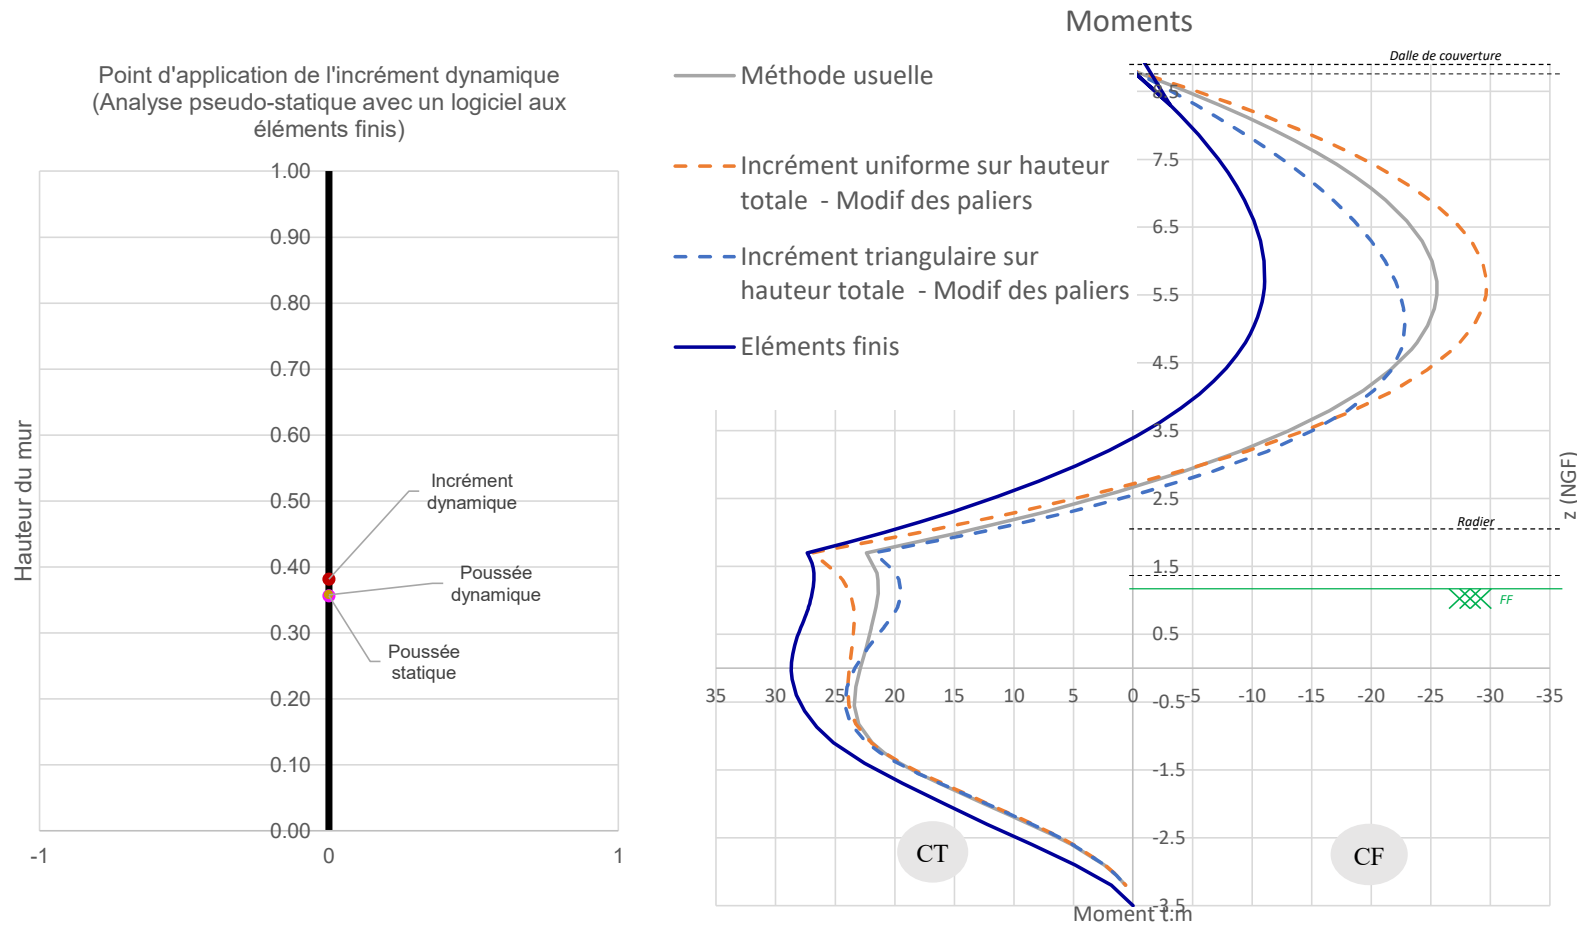 Point d'application de l'incrément dynamique
(Analyse pseudo-statique avec un logiciel aux
éléments finis)
Hauteur du mur
1.00
0.90
0.80
0.70
0.60
0.50
0.40
0.30
0.20
0.10
0.00
-1
0
1
Incrément
dynamique
Poussée
dynamique
Poussée
statique
Moments
Méthode usuelle
Incrément uniforme sur hauteur
totale - Modif des paliers
Incrément triangulaire sur
hauteur totale - Modif des paliers
Eléments finis
Dalle de couverture
8.5
7.5
6.5
5.5
4.5
3.5
2.5
Radier
1.5
FF
0.5
35
30
25
20
15
10
5
0
-0.5
-5
-10
-15
-20
-25
-30
-35
-1.5
-2.5
-3.5
z (NGF)
CT
CF
Moment t.m